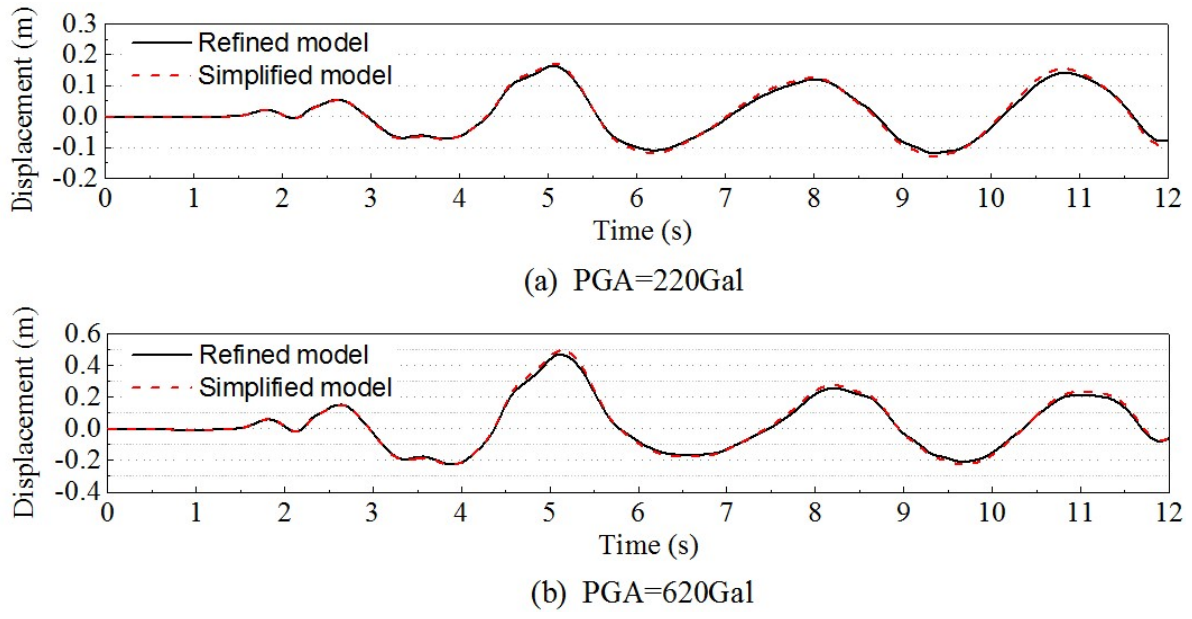 Displacement (m)
0.3
0.2
0.1
0.0
-0.1
-0.2
Refined model
Simplified model
0 1 2 3 4 5 6 7 8 9 10 11 12
Time (s)
(a) PGA=220Gal
Displacement (m)
0.6
0.4
0.2
0.0
-0.2
-0.4
Refined model
Simplified model
0 1 2 3 4 5 6 7 8 9 10 11 12
Time (s)
(b) PGA=620Gal